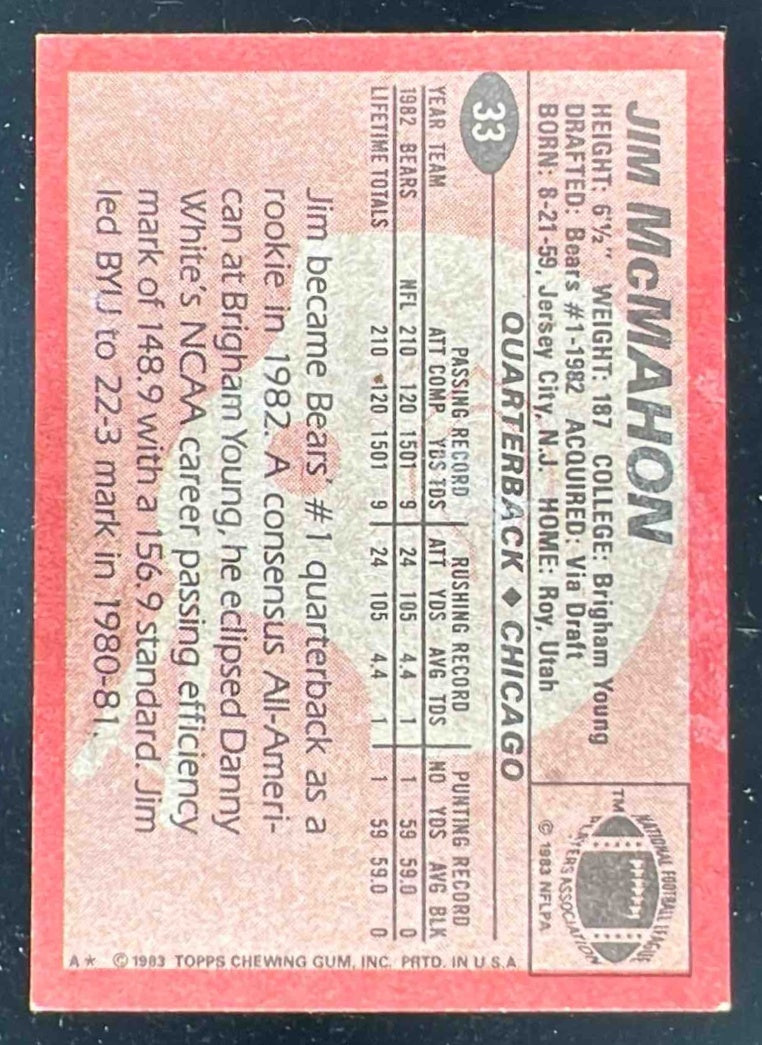 JIM McMAHON
HEIGHT: 6'½" WEIGHT: 187 COLLEGE: Brigham Young
DRAFTED: Bears #1-1982 ACQUIRED: Via Draft
BORN: 8-21-59, Jersey City, N.J. HOME: Roy, Utah
TM
NATIONAL FOOTBALL LEAGUE
PLAYERS ASSOCIATION
© 1983 NFLPA
33
QUARTERBACK ♦ CHICAGO
PASSING RECORD RUSHING RECORD PUNTING RECORD
YEAR TEAM ATT COMP YDS TDS ATT YDS AVG TDS NO YDS AVG BLK
1982 BEARS NFL 210 120 1501 9 24 105 4.4 1 1 59 59.0 0
LIFETIME TOTALS 210 120 1501 9 24 105 4.4 1 1 59 59.0 0
Jim became Bears' #1 quarterback as a
rookie in 1982. A consensus All-Ameri-
can at Brigham Young, he eclipsed Danny
White's NCAA career passing efficiency
mark of 148.9 with a 156.9 standard. Jim
led BYU to 22-3 mark in 1980-81.
A* © 1983 TOPPS CHEWING GUM, INC. PRTD. IN U.S.A.